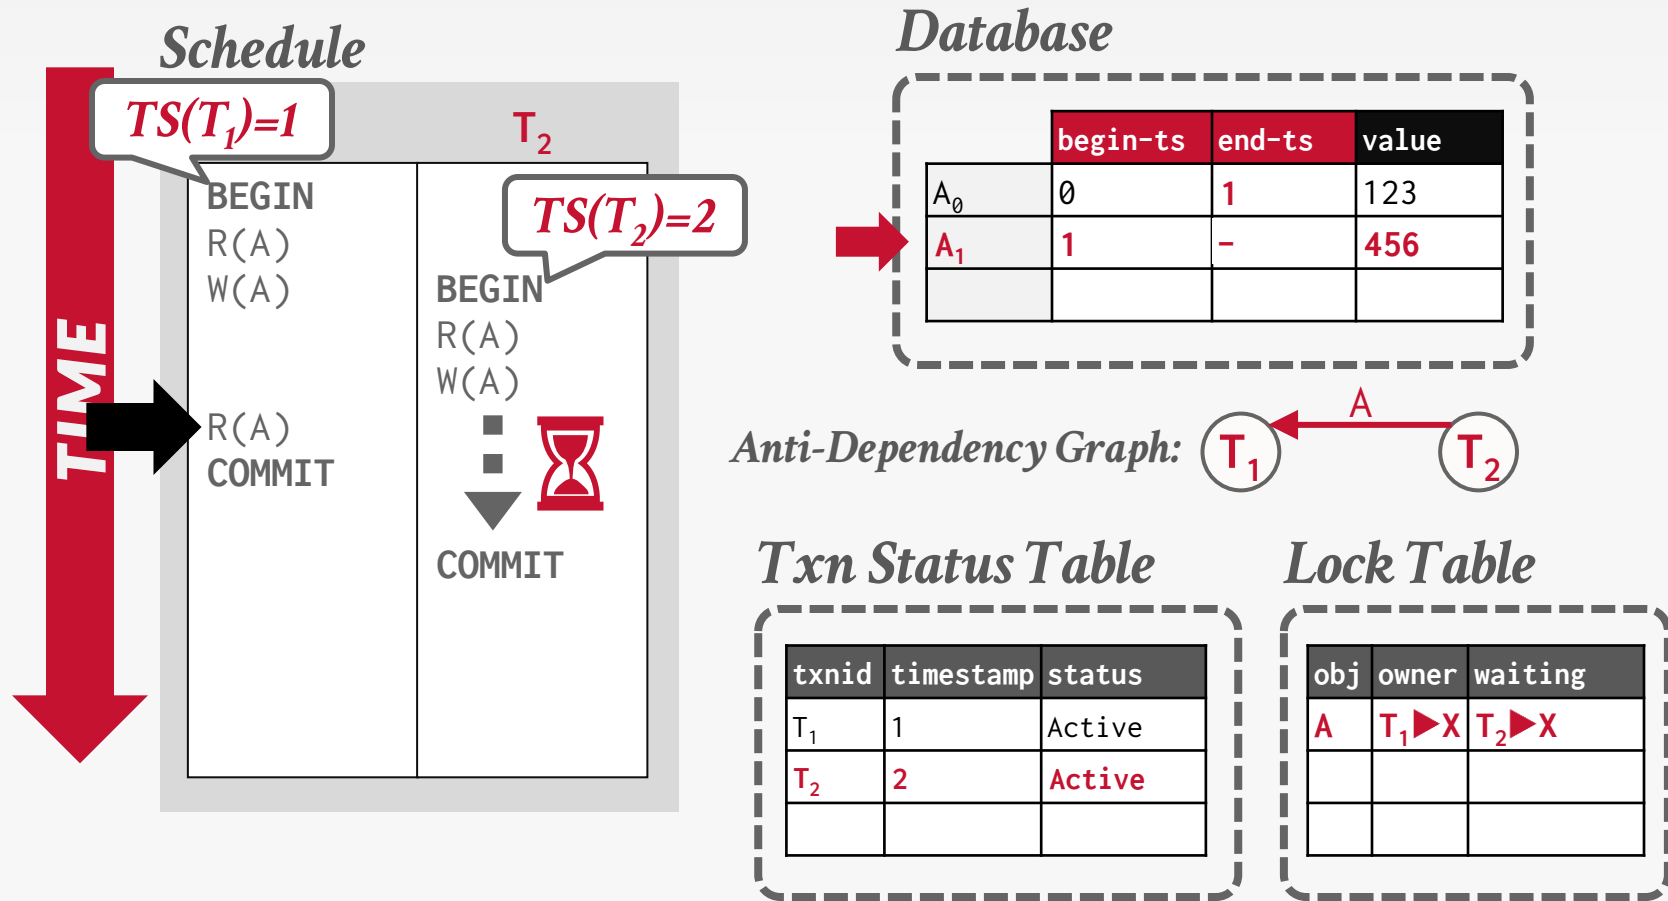 Schedule
TS(T₁)=1
T₂
BEGIN
R(A)
W(A)
TS(T₂)=2
BEGIN
R(A)
W(A)
R(A)
COMMIT
COMMIT
TIME
Database
begin-ts end-ts value
A₀ 0 1 123
A₁ 1 - 456
Anti-Dependency Graph: T₁ A T₂
Txn Status Table
txnid timestamp status
T₁ 1 Active
T₂ 2 Active
Lock Table
obj owner waiting
A T₁▶X T₂▶X